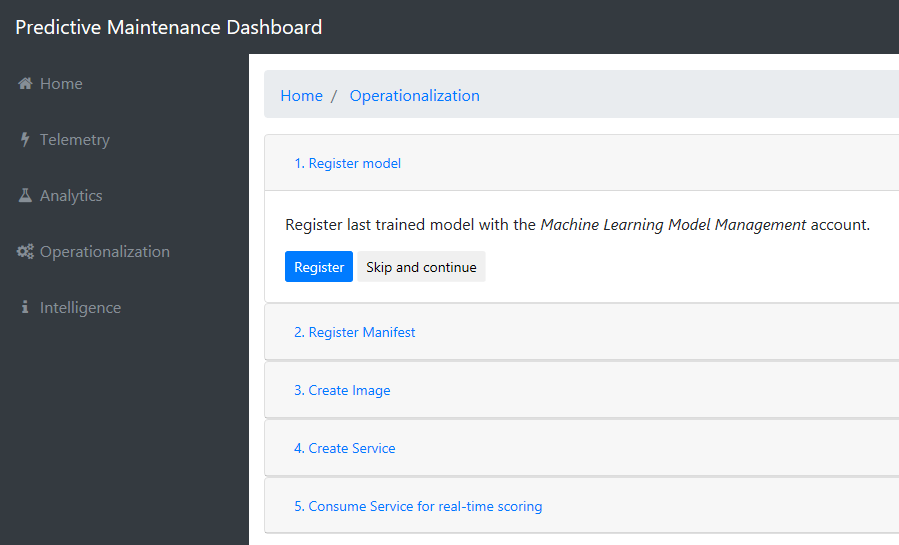 Predictive Maintenance Dashboard
Home
Telemetry
Analytics
Operationalization
Intelligence
Home / Operationalization
1. Register model
Register last trained model with the Machine Learning Model Management account.
Register Skip and continue
2. Register Manifest
3. Create Image
4. Create Service
5. Consume Service for real-time scoring